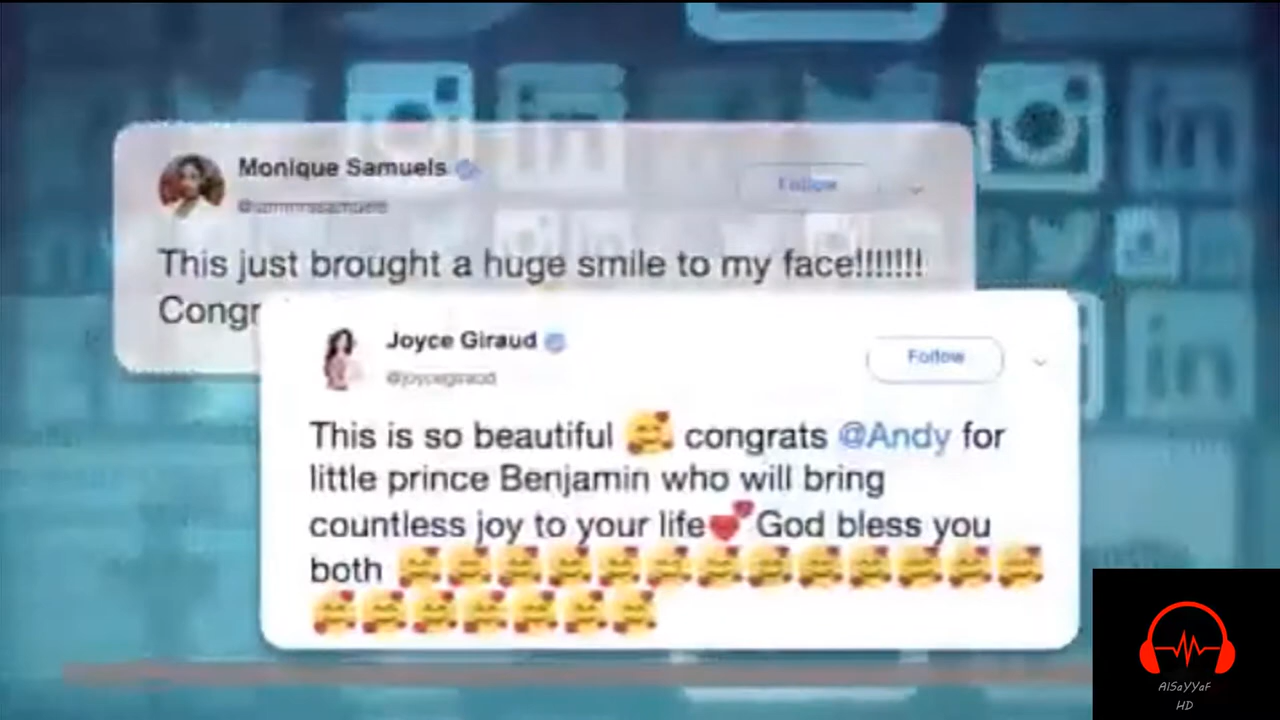 Monique Samuels
Follow
This just brought a huge smile to my face!!!!!!!
Congr
Joyce Giraud
@joycegiraud
Follow
This is so beautiful 🥰 congrats @Andy for
little prince Benjamin who will bring
countless joy to your life💕God bless you
both 🥰🥰🥰🥰🥰🥰🥰🥰🥰🥰🥰🥰🥰
🥰🥰🥰🥰🥰🥰🥰
AlSaYYaF
HD